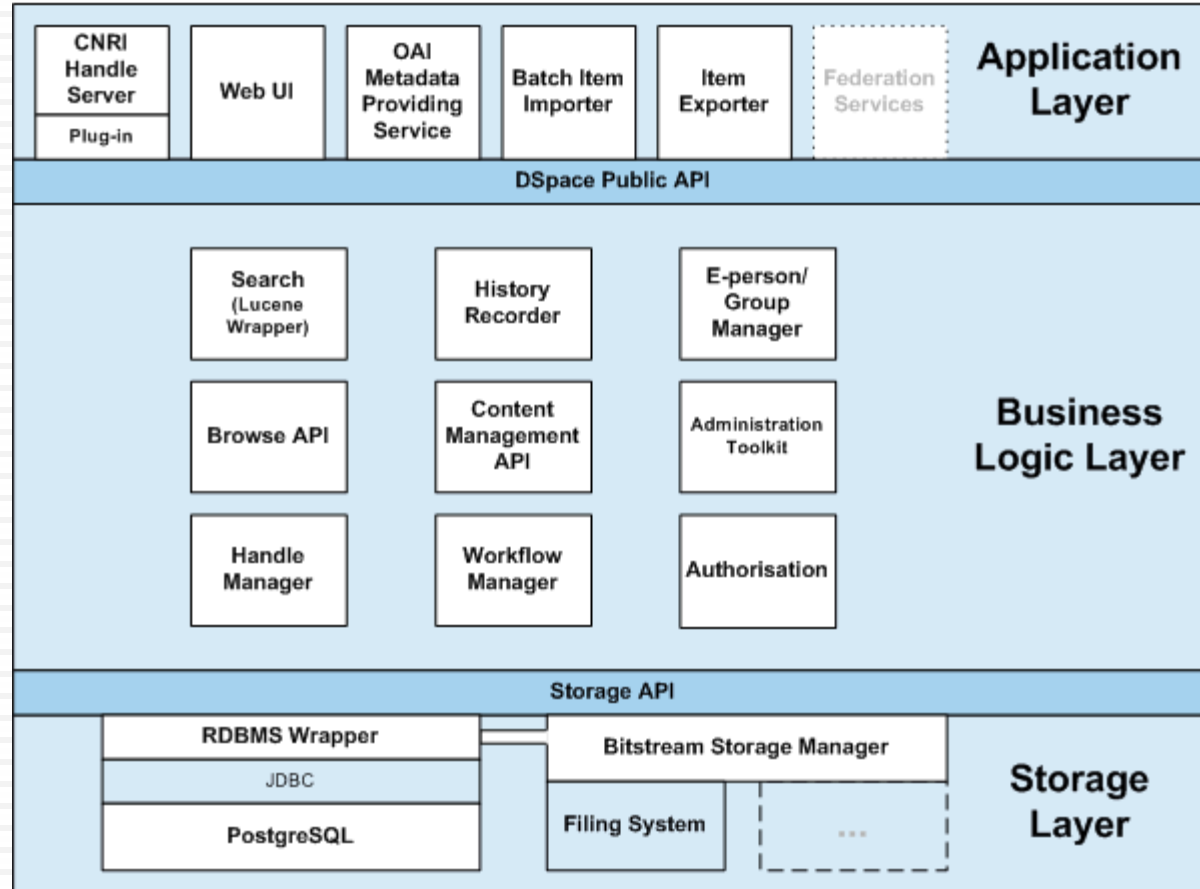 CNRI
Handle
Server
Plug-in
Web UI
OAI
Metadata
Providing
Service
Batch Item
Importer
Item
Exporter
Federation
Services
Application
Layer
DSpace Public API
Search
(Lucene
Wrapper)
History
Recorder
E-person/
Group
Manager
Browse API
Content
Management
API
Administration
Toolkit
Business
Logic Layer
Handle
Manager
Workflow
Manager
Authorisation
Storage API
RDBMS Wrapper
JDBC
PostgreSQL
Bitstream Storage Manager
Filing System
...
Storage
Layer